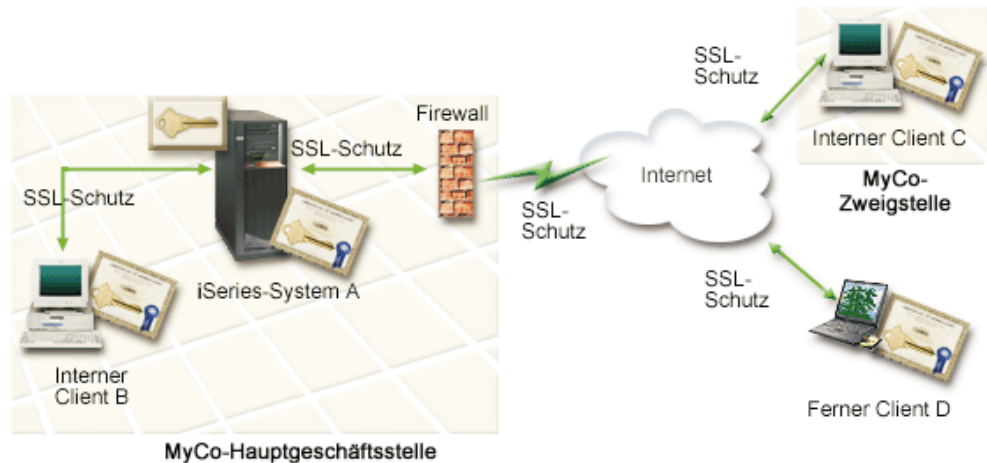 SSL-
Schutz
Firewall
SSL-Schutz
Interner Client C
MyCo-
Zweigstelle
SSL-Schutz
Internet
SSL-
Schutz
iSeries-System A
SSL-
Schutz
Interner
Client B
Ferner Client D
MyCo-Hauptgeschäftsstelle